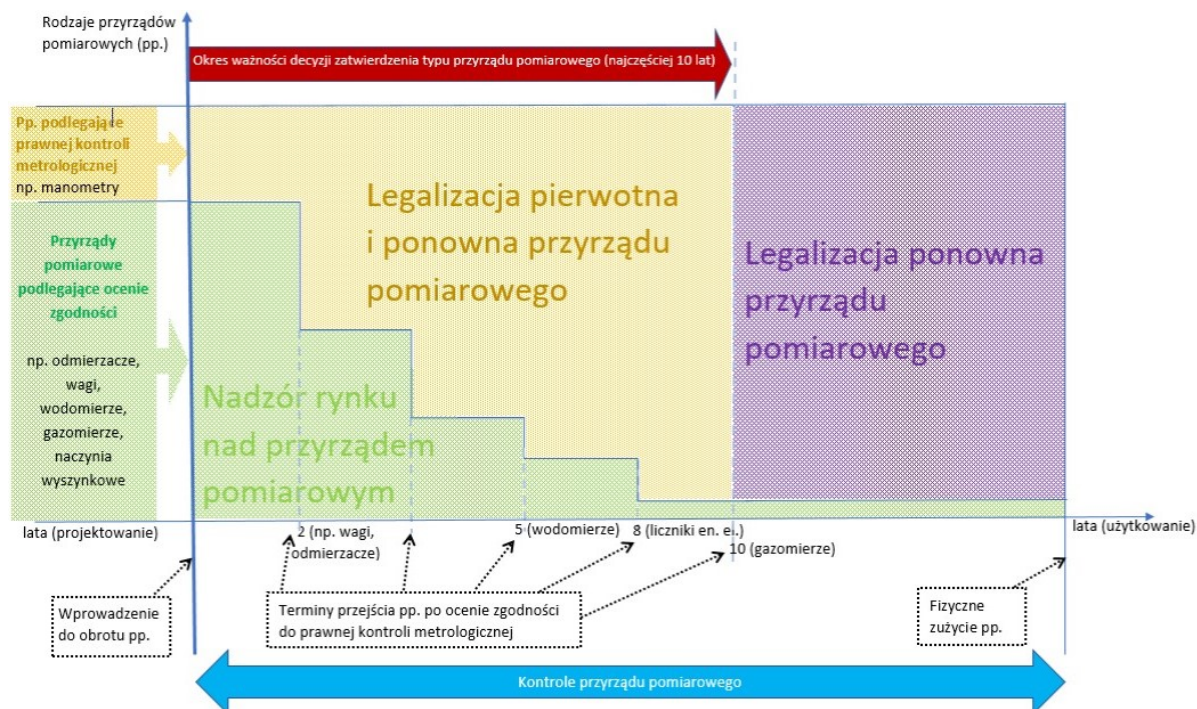 Rodzaje przyrządów
pomiarowych (pp.)
Okres ważności decyzji zatwierdzenia typu przyrządu pomiarowego (najczęściej 10 lat)
Pp. podlegające
prawnej kontroli
metrologicznej
np. manometry
Legalizacja pierwotna
i ponowna przyrządu
pomiarowego
Legalizacja ponowna
przyrządu
pomiarowego
Przyrządy
pomiarowe
podlegające ocenie
zgodności
np. odmierzacze,
wagi,
wodomierze,
gazomierze,
naczynia
wyszynkowe
Nadzór rynku
nad przyrządem
pomiarowym
lata (projektowanie)
2 (np. wagi,
odmierzacze)
5 (wodomierze)
8 (liczniki en. e..)
10 (gazomierze)
lata (użytkowanie)
Wprowadzenie
do obrotu pp.
Terminy przejścia pp. po ocenie zgodności
do prawnej kontroli metrologicznej
Fizyczne
zużycie pp.
Kontrole przyrządu pomiarowego